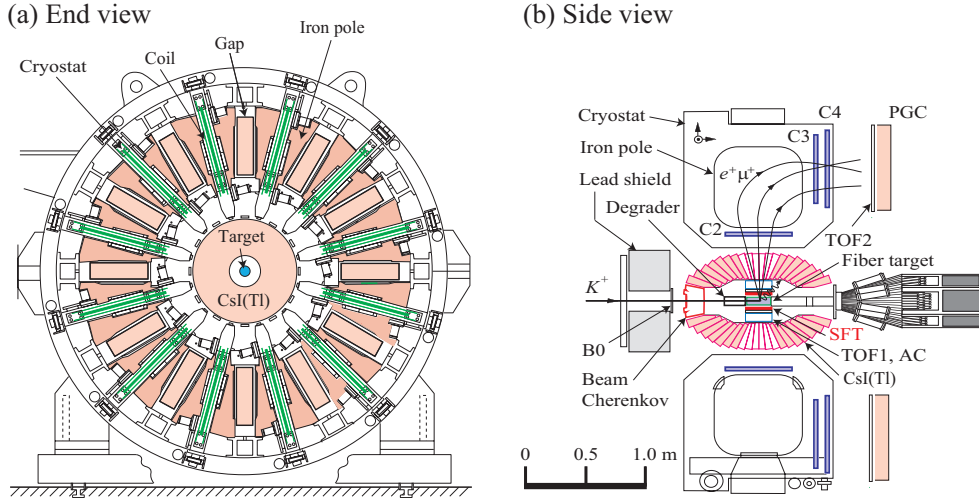 (a) End view
Iron pole
Gap
Coil
Cryostat
Target
CsI(Tl)
(b) Side view
C4
PGC
C3
Cryostat
Iron pole
e⁺ μ⁺
Lead shield
Degrader
C2
TOF2
Fiber target
K⁺
SFT
B0
TOF1, AC
CsI(Tl)
Beam
Cherenkov
0 0.5 1.0 m